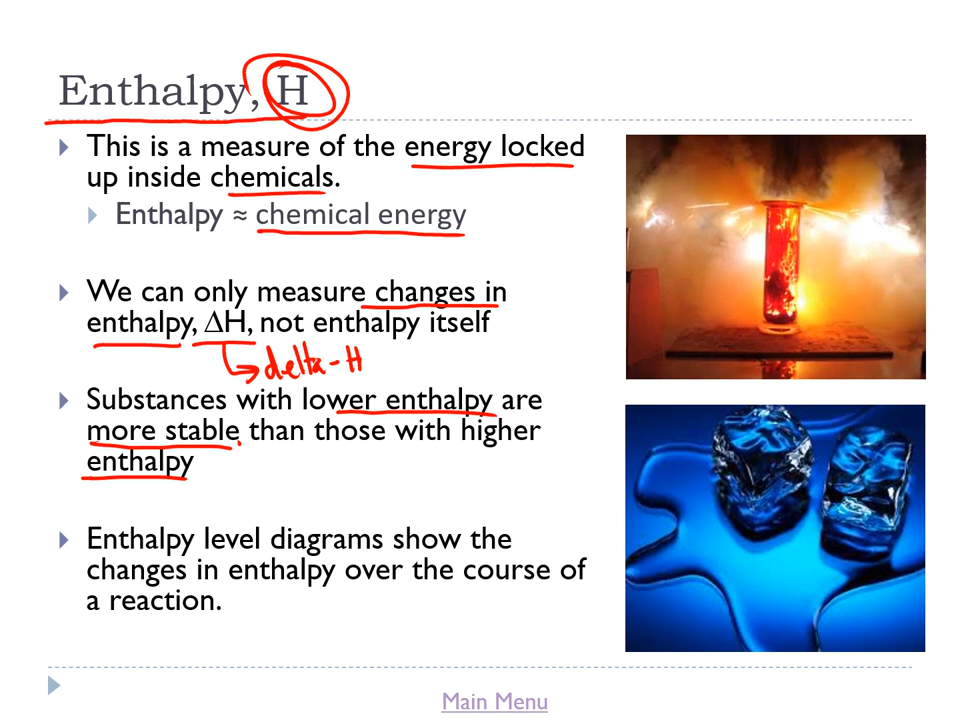 Enthalpy, H
This is a measure of the energy locked
up inside chemicals.
Enthalpy ≈ chemical energy
We can only measure changes in
enthalpy, ∆H, not enthalpy itself
delta-H
Substances with lower enthalpy are
more stable than those with higher
enthalpy
Enthalpy level diagrams show the
changes in enthalpy over the course of
a reaction.
Main Menu